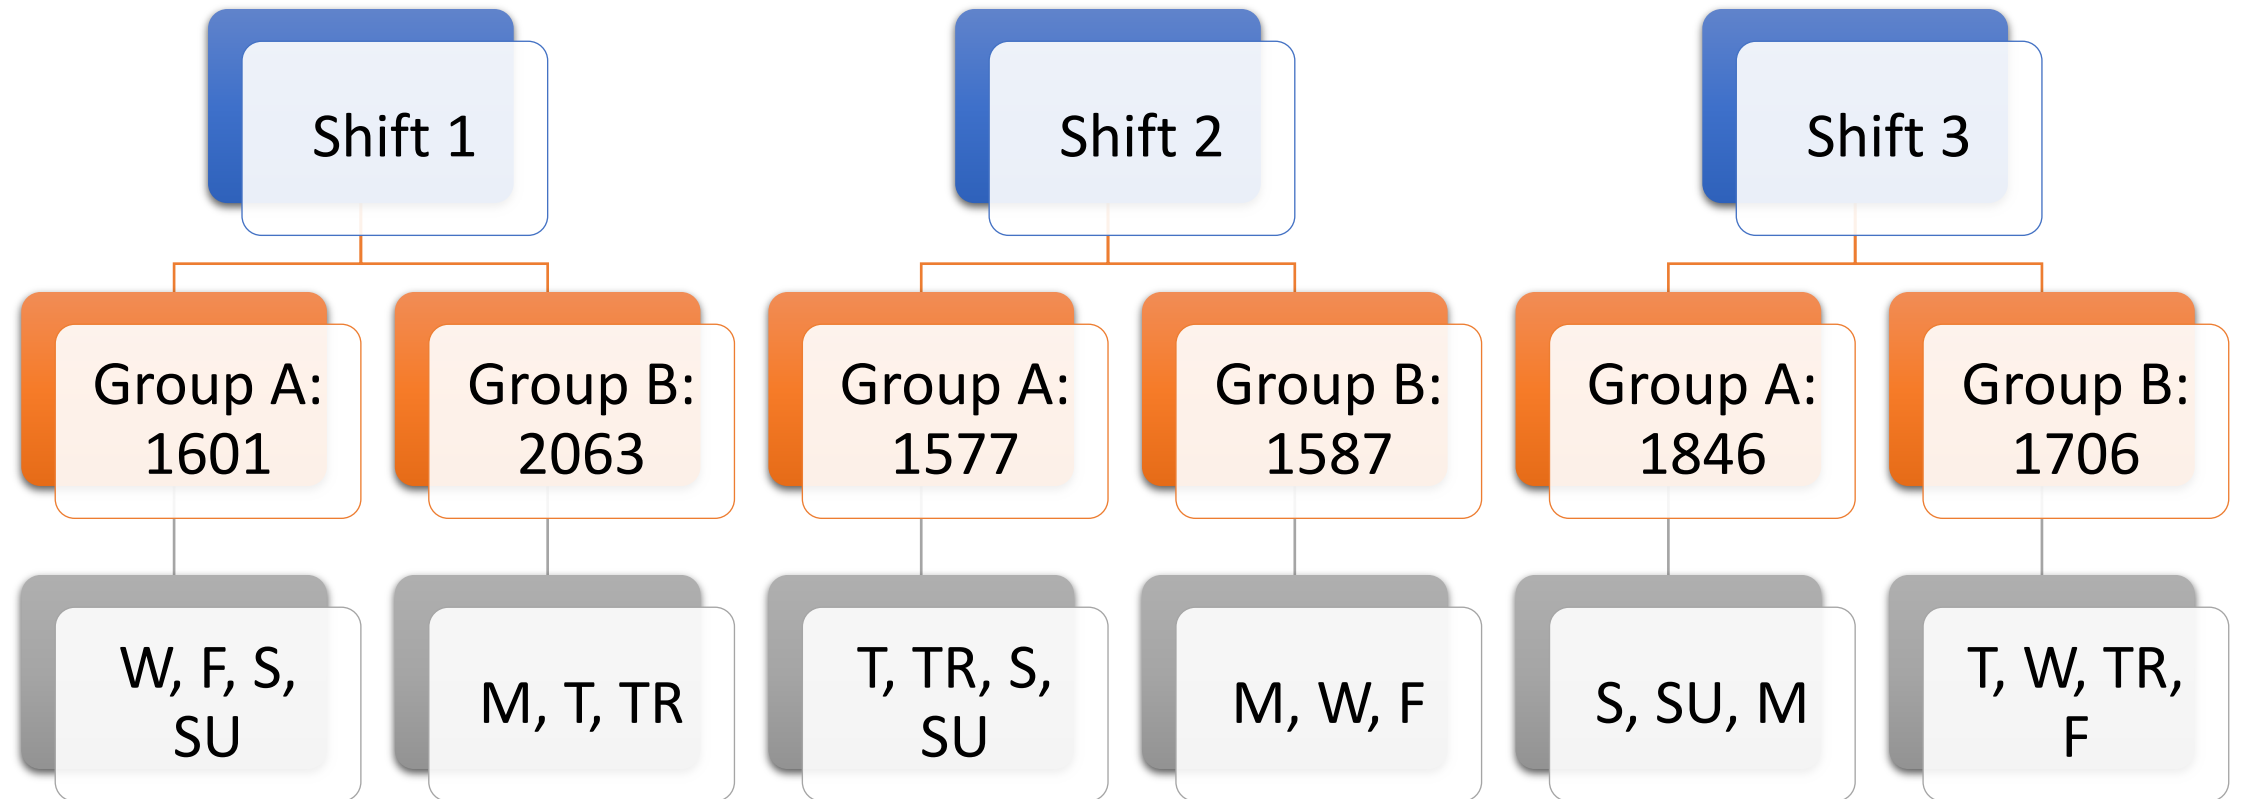 Shift 1
Shift 2
Shift 3
Group A:
1601
Group B:
2063
Group A:
1577
Group B:
1587
Group A:
1846
Group B:
1706
W, F, S,
SU
M, T, TR
T, TR, S,
SU
M, W, F
S, SU, M
T, W, TR,
F